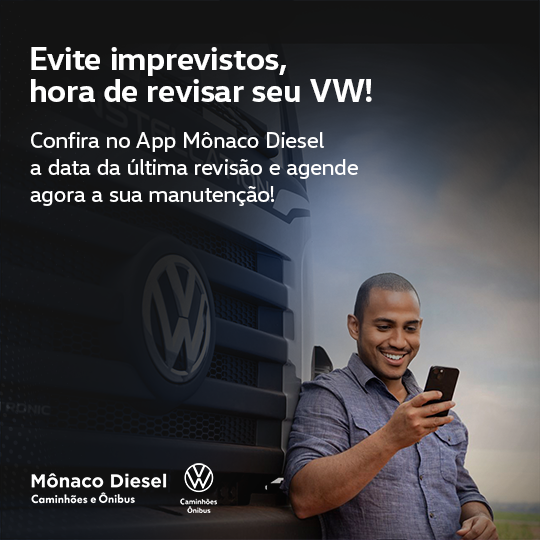 Evite imprevistos,
hora de revisar seu VW!
Confira no App Mônaco Diesel
a data da última revisão e agende
agora a sua manutenção!
TRONIC
Mônaco Diesel
Caminhões e Ônibus
Caminhões
Ônibus